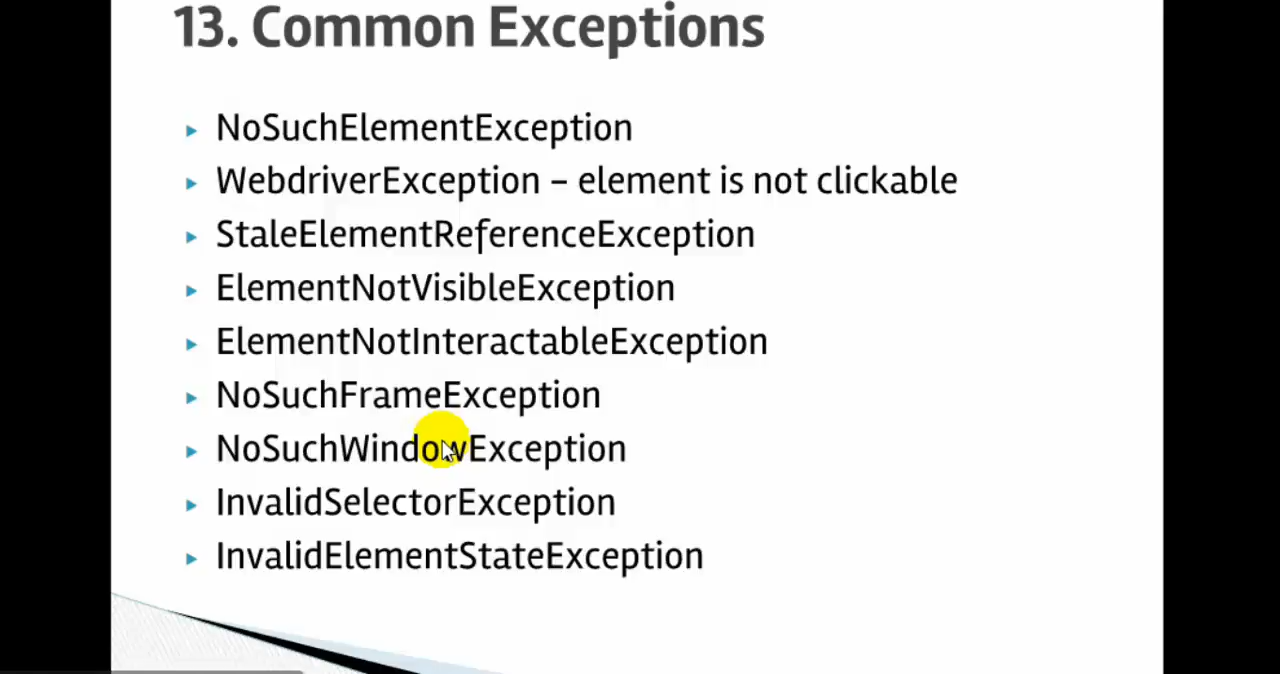 13. Common Exceptions
NoSuchElementException
WebdriverException – element is not clickable
StaleElementReferenceException
ElementNotVisibleException
ElementNotInteractableException
NoSuchFrameException
NoSuchWindowException
InvalidSelectorException
InvalidElementStateException